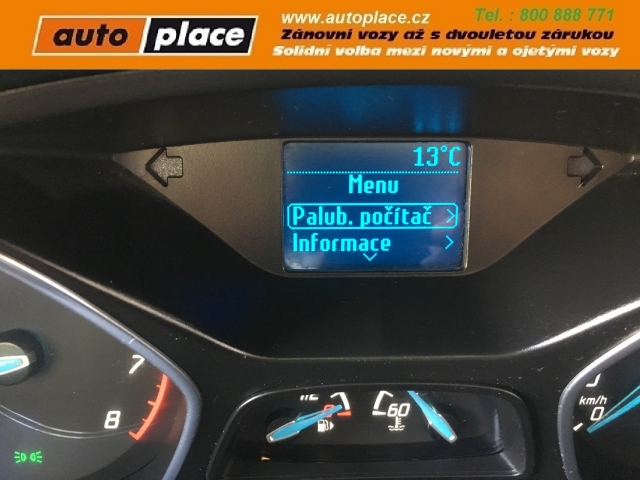 auto place
www.autoplace.cz
Tel. : 800 888 771
Zánovní vozy až s dvouletou zárukou
Solidní volba mezi novými a ojetými vozy
13°C
Menu
Palub. počítač
Informace
7
8
0
60
km/h
0